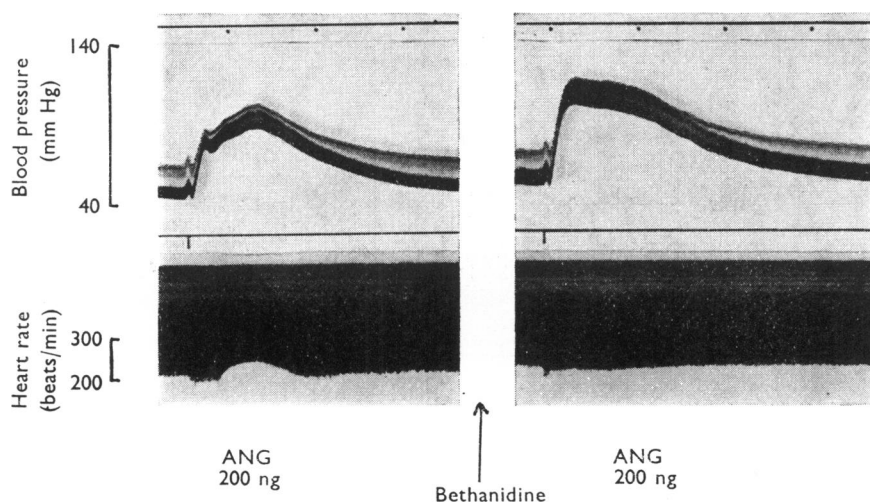 140
Blood pressure
(mm Hg)
40
Heart rate
(beats/min)
300
200
ANG
200 ng
Bethanidine
ANG
200 ng